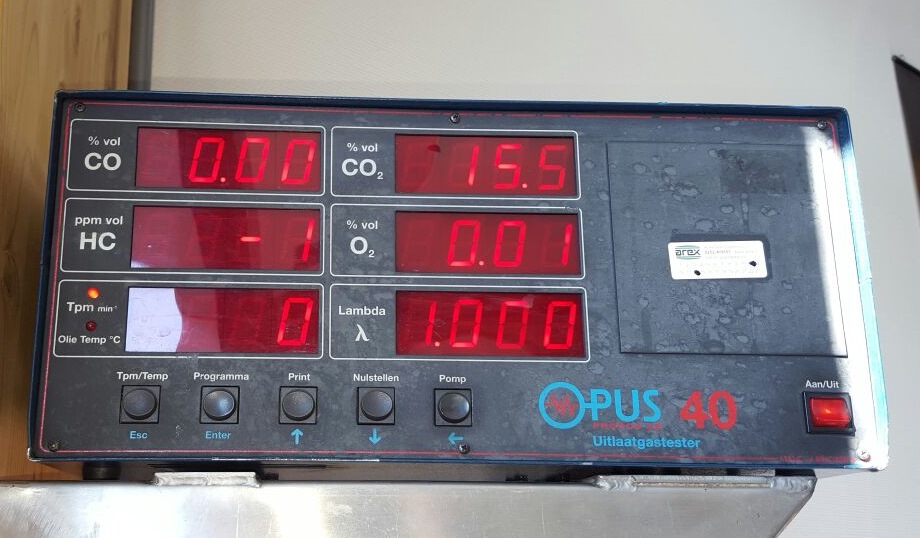 % vol
CO
0.00
% vol
CO₂
15.5
ppm vol
HC
-1
% vol
O₂
0.01
Tpm min⁻¹
Olie Temp °C
0
Lambda
λ
1.000
Tpm/Temp
Programma
Print
Nulstellen
Pomp
Esc
Enter
↑
↓
←
OPUS 40
Uitlaatgastester
arex
Aan/Uit